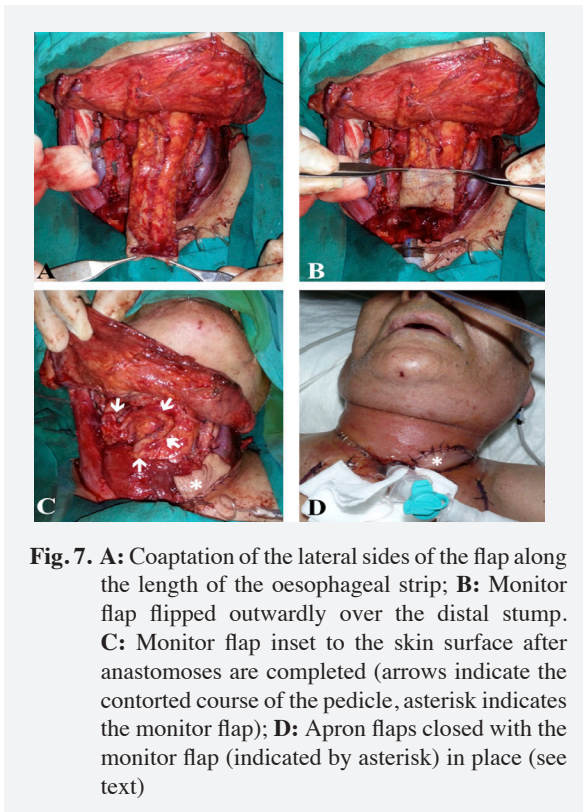 A
B
C
*
D
*
Fig. 7. A: Coaptation of the lateral sides of the flap along
the length of the oesophageal strip; B: Monitor
flap flipped outwardly over the distal stump.
C: Monitor flap inset to the skin surface after
anastomoses are completed (arrows indicate the
contorted course of the pedicle, asterisk indicates
the monitor flap); D: Apron flaps closed with the
monitor flap (indicated by asterisk) in place (see
text)